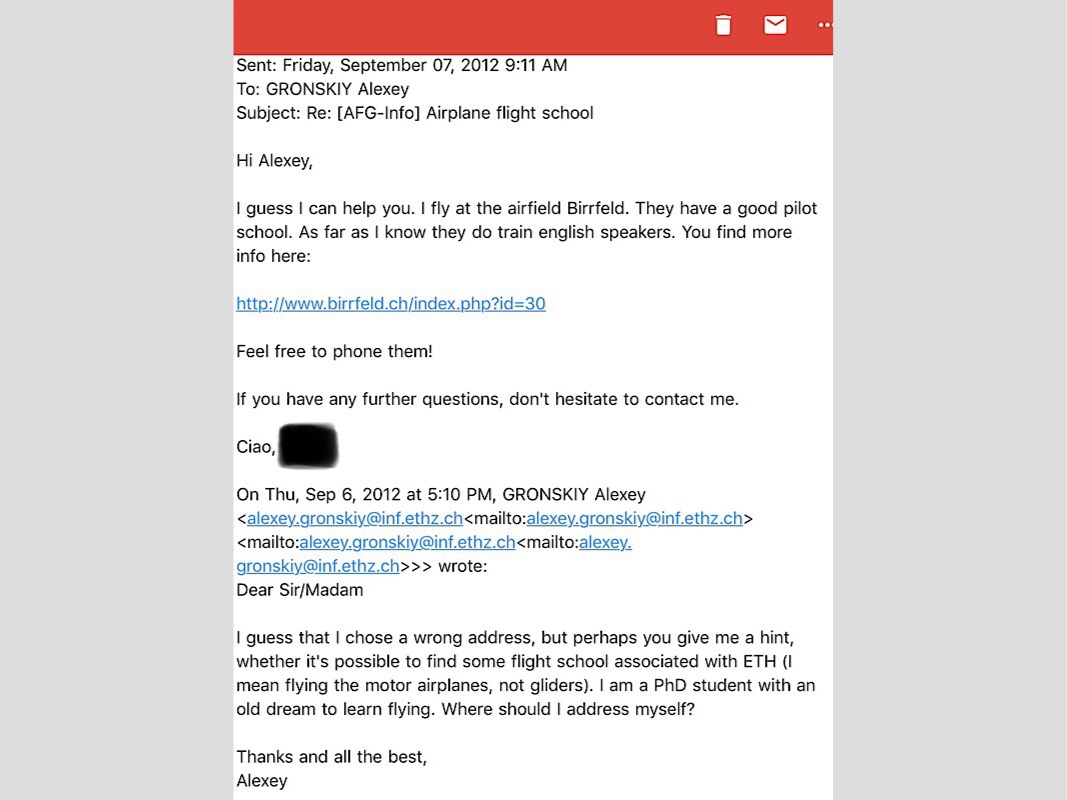 Sent: Friday, September 07, 2012 9:11 AM
To: GRONSKIY Alexey
Subject: Re: [AFG-Info] Airplane flight school
Hi Alexey,
I guess I can help you. I fly at the airfield Birrfeld. They have a good pilot
school. As far as I know they do train english speakers. You find more
info here:
http://www.birrfeld.ch/index.php?id=30
Feel free to phone them!
If you have any further questions, don't hesitate to contact me.
Ciao,
On Thu, Sep 6, 2012 at 5:10 PM, GRONSKIY Alexey
<alexey.gronskiy@inf.ethz.ch<mailto:alexey.gronskiy@inf.ethz.ch>
<mailto:alexey.gronskiy@inf.ethz.ch<mailto:alexey.
gronskiy@inf.ethz.ch>>> wrote:
Dear Sir/Madam
I guess that I chose a wrong address, but perhaps you give me a hint,
whether it's possible to find some flight school associated with ETH (I
mean flying the motor airplanes, not gliders). I am a PhD student with an
old dream to learn flying. Where should I address myself?
Thanks and all the best,
Alexey